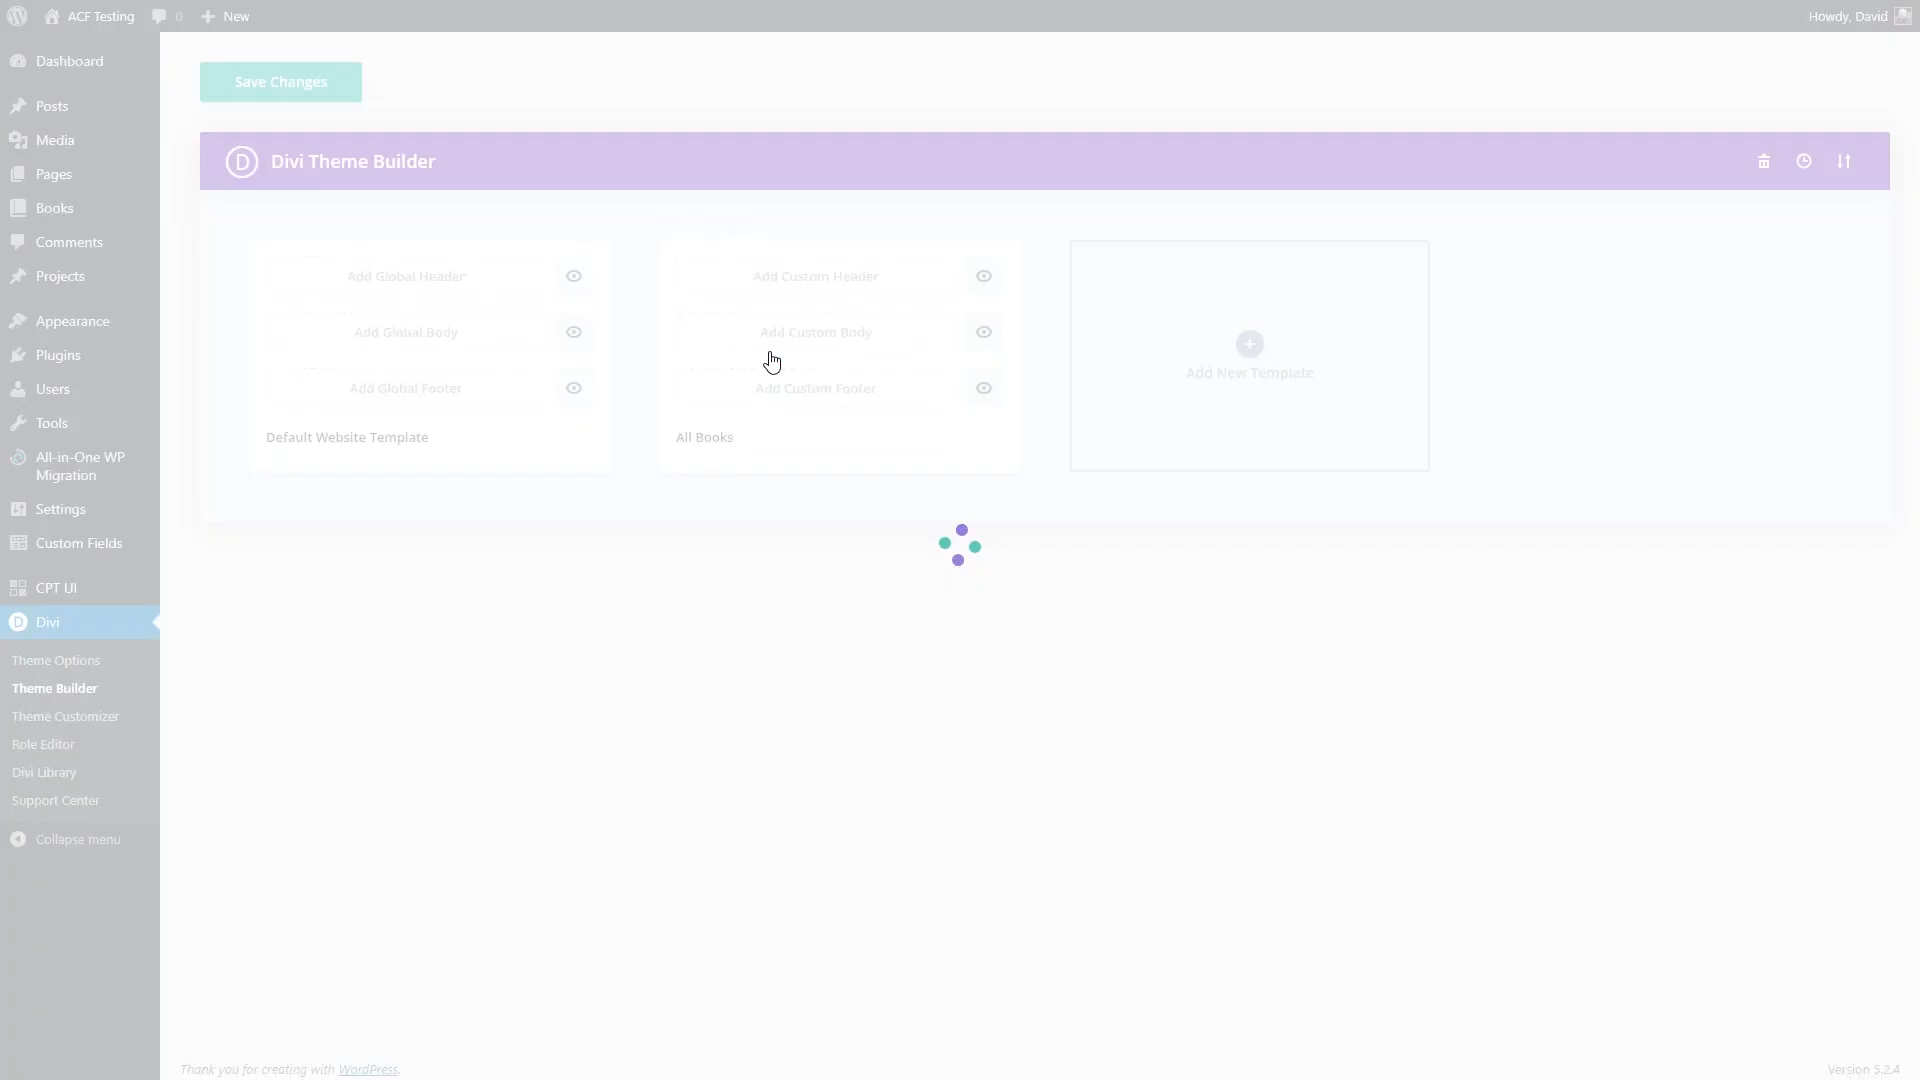 ACF Testing
0
New
Howdy, David
Dashboard
Posts
Media
Pages
Books
Comments
Projects
Appearance
Plugins
Users
Tools
All-in-One WP
Migration
Settings
Custom Fields
CPT UI
Divi
Theme Options
Theme Builder
Theme Customizer
Role Editor
Divi Library
Support Center
Collapse menu
Save Changes
D Divi Theme Builder
Add Global Header
Add Global Body
Add Global Footer
Default Website Template
Add Custom Header
Add Custom Body
Add Custom Footer
All Books
Add New Template
Thank you for creating with WordPress.
Version 5.2.4